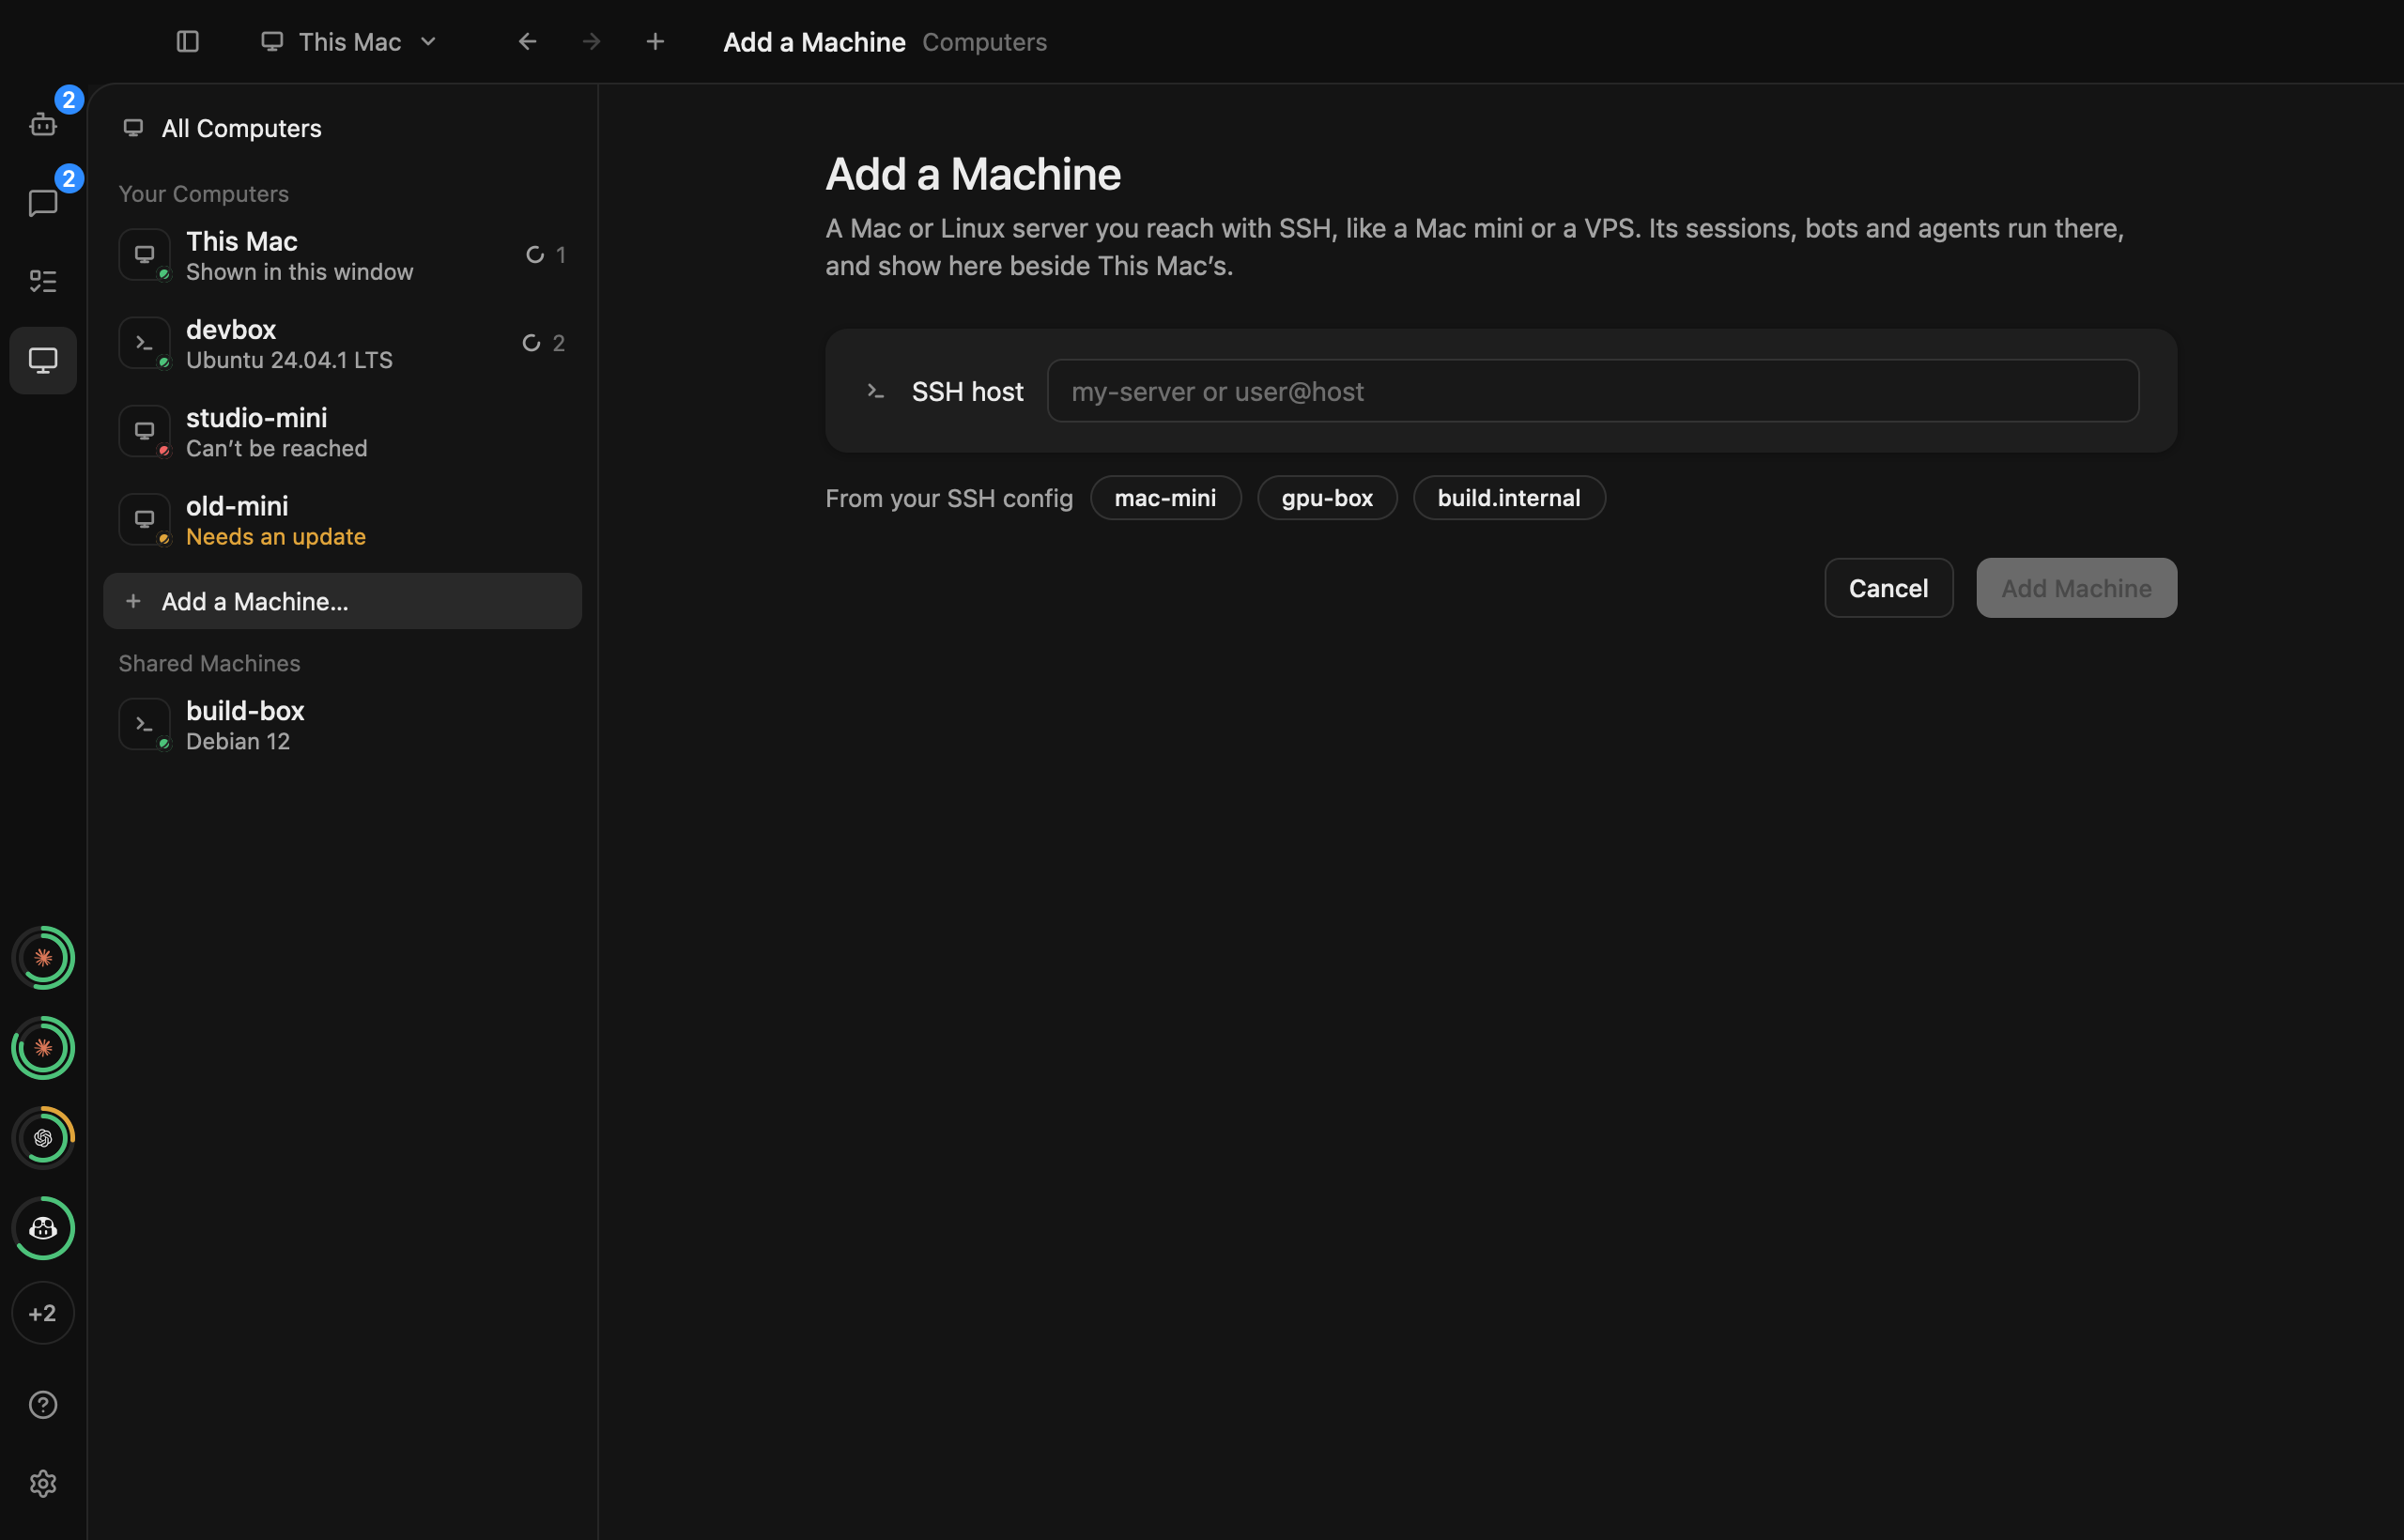 This Mac
Add a Machine Computers
2
2
All Computers
Your Computers
This Mac
Shown in this window
1
devbox
Ubuntu 24.04.1 LTS
2
studio-mini
Can’t be reached
old-mini
Needs an update
Add a Machine...
Shared Machines
build-box
Debian 12
+2
Add a Machine
A Mac or Linux server you reach with SSH, like a Mac mini or a VPS. Its sessions, bots and agents run there,
and show here beside This Mac’s.
SSH host my-server or user@host
From your SSH config mac-mini gpu-box build.internal
Cancel Add Machine